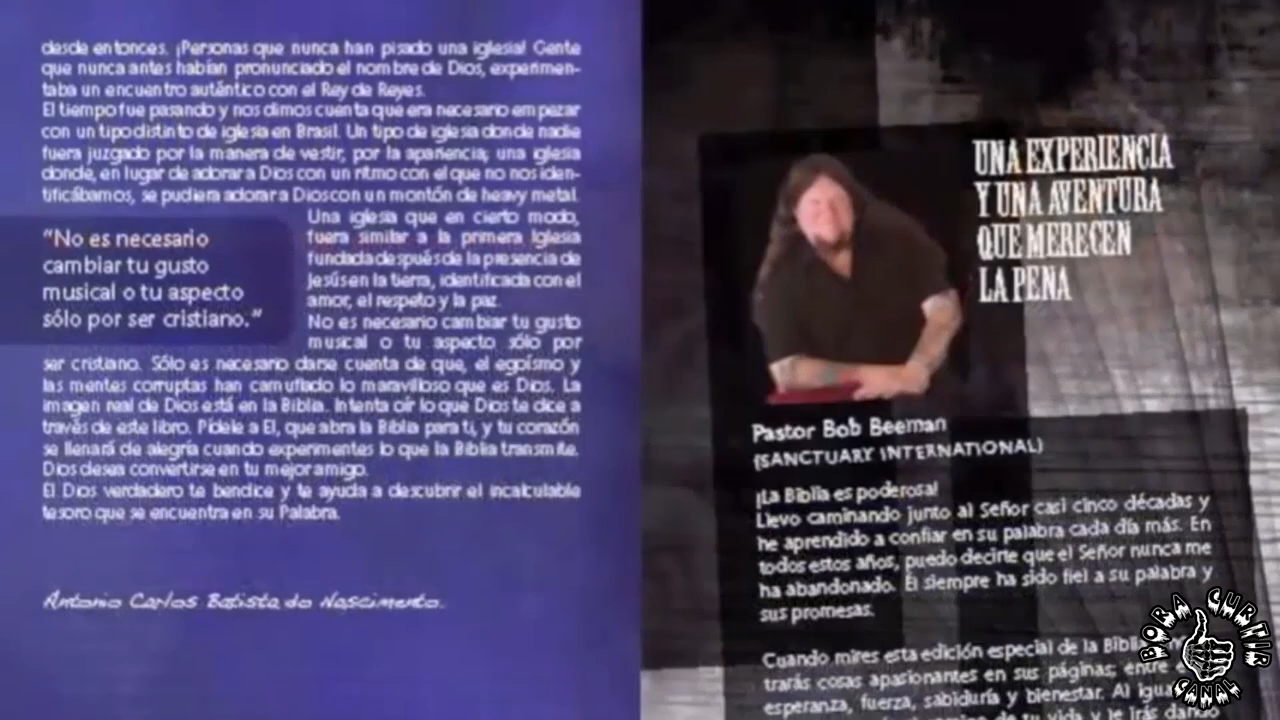 desde entonces. ¡Personas que nunca han pisado una iglesia! Gente
que nunca antes habían pronunciado el nombre de Dios, experimen-
taba un encuentro auténtico con el Rey de Reyes.
El tiempo fue pasando y nos dimos cuenta que era necesario empezar
con un tipo distinto de iglesia en Brasil. Un tipo de iglesia donde nadie
fuera juzgado por la manera de vestir, por la apariencia; una iglesia
donde, en lugar de adorar a Dios con un ritmo con el que no nos iden-
tificábamos, se pudiera adorar a Dios con un montón de heavy metal.
Una iglesia que en cierto modo,
fuera similar a la primera Iglesia
fundada después de la presencia de
Jesús en la tierra, identificada con el
amor, el respeto y la paz.
No es necesario cambiar tu gusto
musical o tu aspecto sólo por
ser cristiano. Sólo es necesario darse cuenta de que, el egoísmo y
las mentes corruptas han camuflado lo maravilloso que es Dios. La
imagen real de Dios está en la Biblia. Intenta oír lo que Dios te dice a
través de este libro. Pídele a El, que abra la Biblia para ti, y tu corazón
se llenará de alegría cuando experimentes lo que la Biblia transmite.
Dios desea convertirse en tu mejor amigo.
El Dios verdadero te bendice y te ayuda a descubrir el incalculable
tesoro que se encuentra en su Palabra.
"No es necesario
cambiar tu gusto
musical o tu aspecto
sólo por ser cristiano."
Antonio Carlos Batista do Nascimento.
UNA EXPERIENCIA
Y UNA AVENTURA
QUE MERECEN
LA PENA
Pastor Bob Beeman
(SANCTUARY INTERNATIONAL)
¡La Biblia es poderosa!
Llevo caminando junto al Señor casi cinco décadas y
he aprendido a confiar en su palabra cada día más. En
todos estos años, puedo decirte que el Señor nunca me
ha abandonado. Él siempre ha sido fiel a su palabra y
sus promesas.
Cuando mires esta edición especial de la Biblia
trarás cosas apasionantes en sus páginas; entre
esperanza, fuerza, sabiduría y bienestar. Al
de tu vida y le irás dando
BORA CURTIR
CANAL